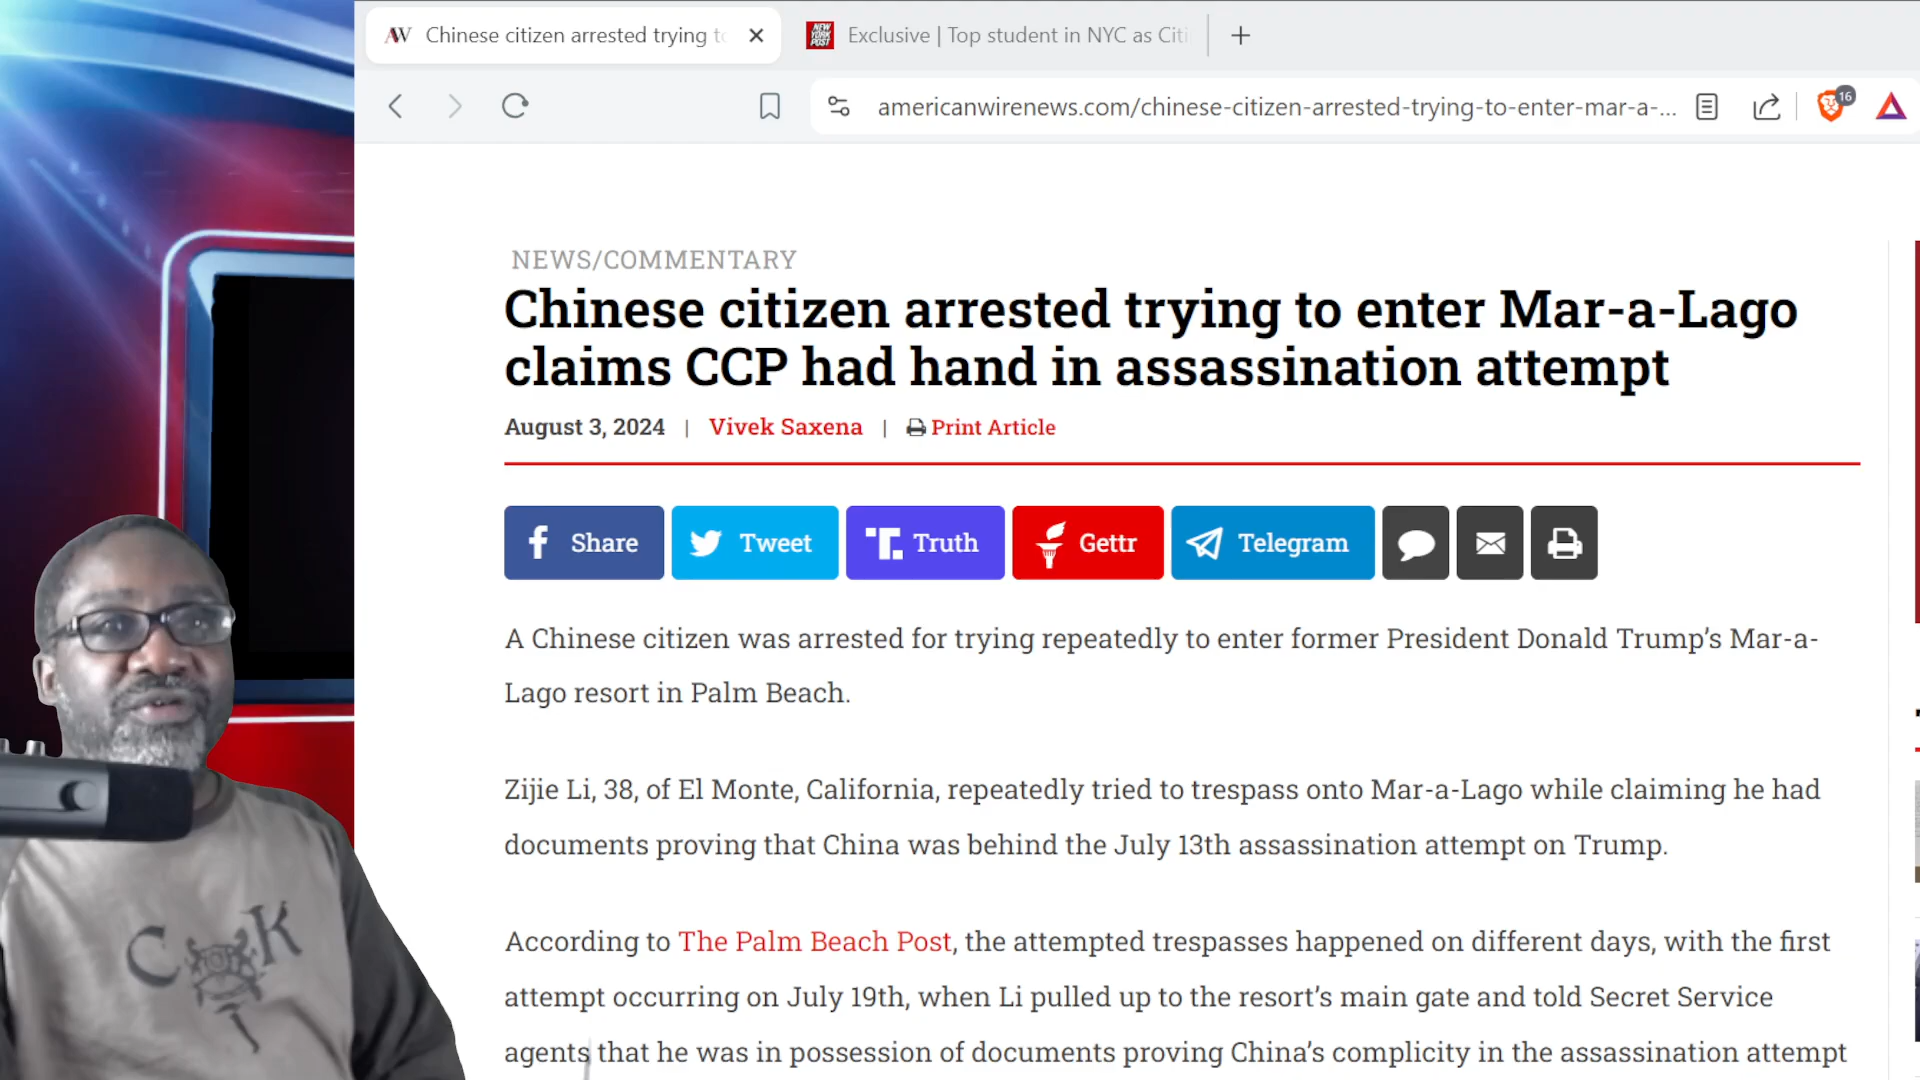 Chinese citizen arrested trying to
NEW YORK POST
Exclusive | Top student in NYC as Citi
americanwirenews.com/chinese-citizen-arrested-trying-to-enter-mar-a-...
16
NEWS/COMMENTARY
Chinese citizen arrested trying to enter Mar-a-Lago
claims CCP had hand in assassination attempt
August 3, 2024 | Vivek Saxena | Print Article
Share
Tweet
Truth
Gettr
Telegram
A Chinese citizen was arrested for trying repeatedly to enter former President Donald Trump's Mar-a-
Lago resort in Palm Beach.
Zijie Li, 38, of El Monte, California, repeatedly tried to trespass onto Mar-a-Lago while claiming he had
documents proving that China was behind the July 13th assassination attempt on Trump.
According to The Palm Beach Post, the attempted trespasses happened on different days, with the first
attempt occurring on July 19th, when Li pulled up to the resort's main gate and told Secret Service
agents that he was in possession of documents proving China's complicity in the assassination attempt